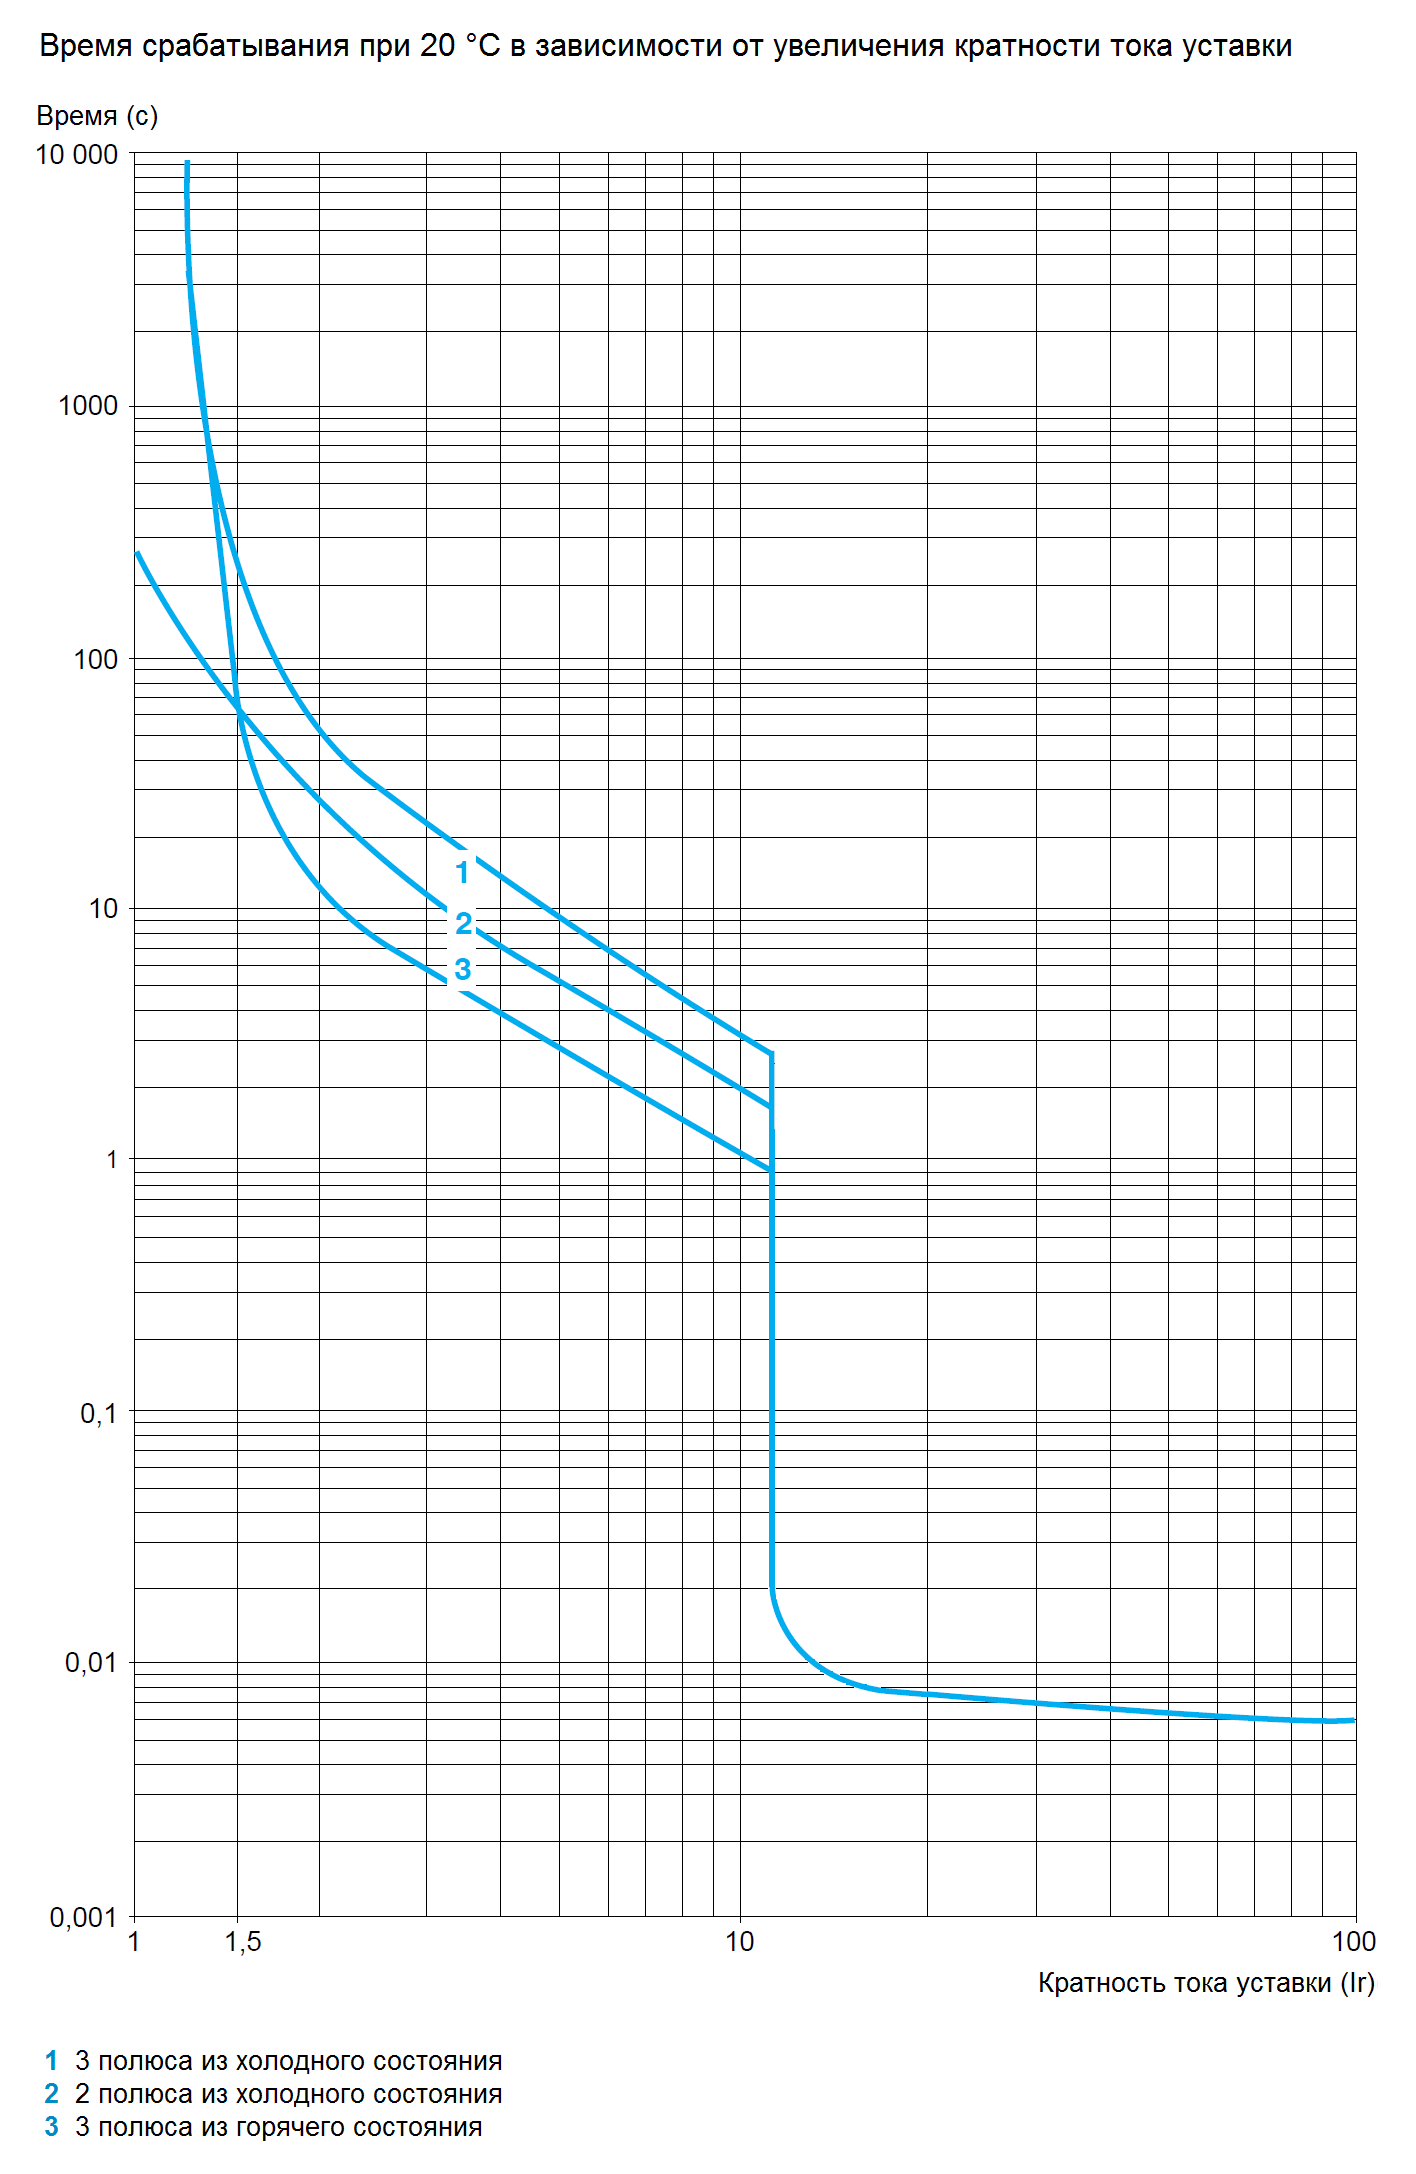 Время срабатывания при 20 °C в зависимости от увеличения кратности тока уставки
Время (с)
10 000
1000
100
10
1
0,1
0,01
0,001
1
2
3
1 1,5 10 100
Кратность тока уставки (Ir)
1 3 полюса из холодного состояния
2 2 полюса из холодного состояния
3 3 полюса из горячего состояния